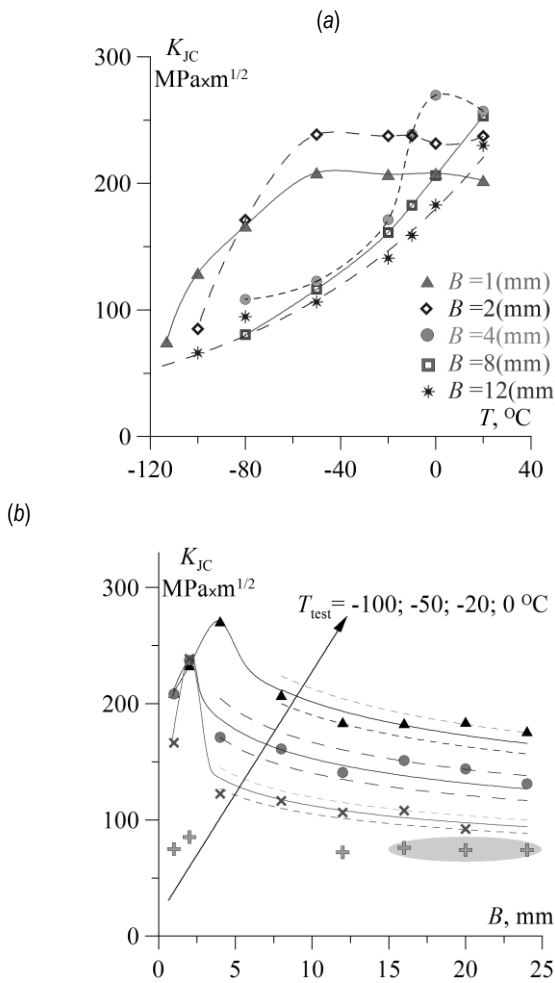 (a)
K_JC
MPa×m^1/2
300
200
100
0
B =1(mm)
B =2(mm)
B =4(mm)
B =8(mm)
B =12(mm
T, ºC
-120 -80 -40 0 40
(b)
K_JC
MPa×m^1/2
300
T_test= -100; -50; -20; 0 ºC
200
100
B, mm
0
0 5 10 15 20 25